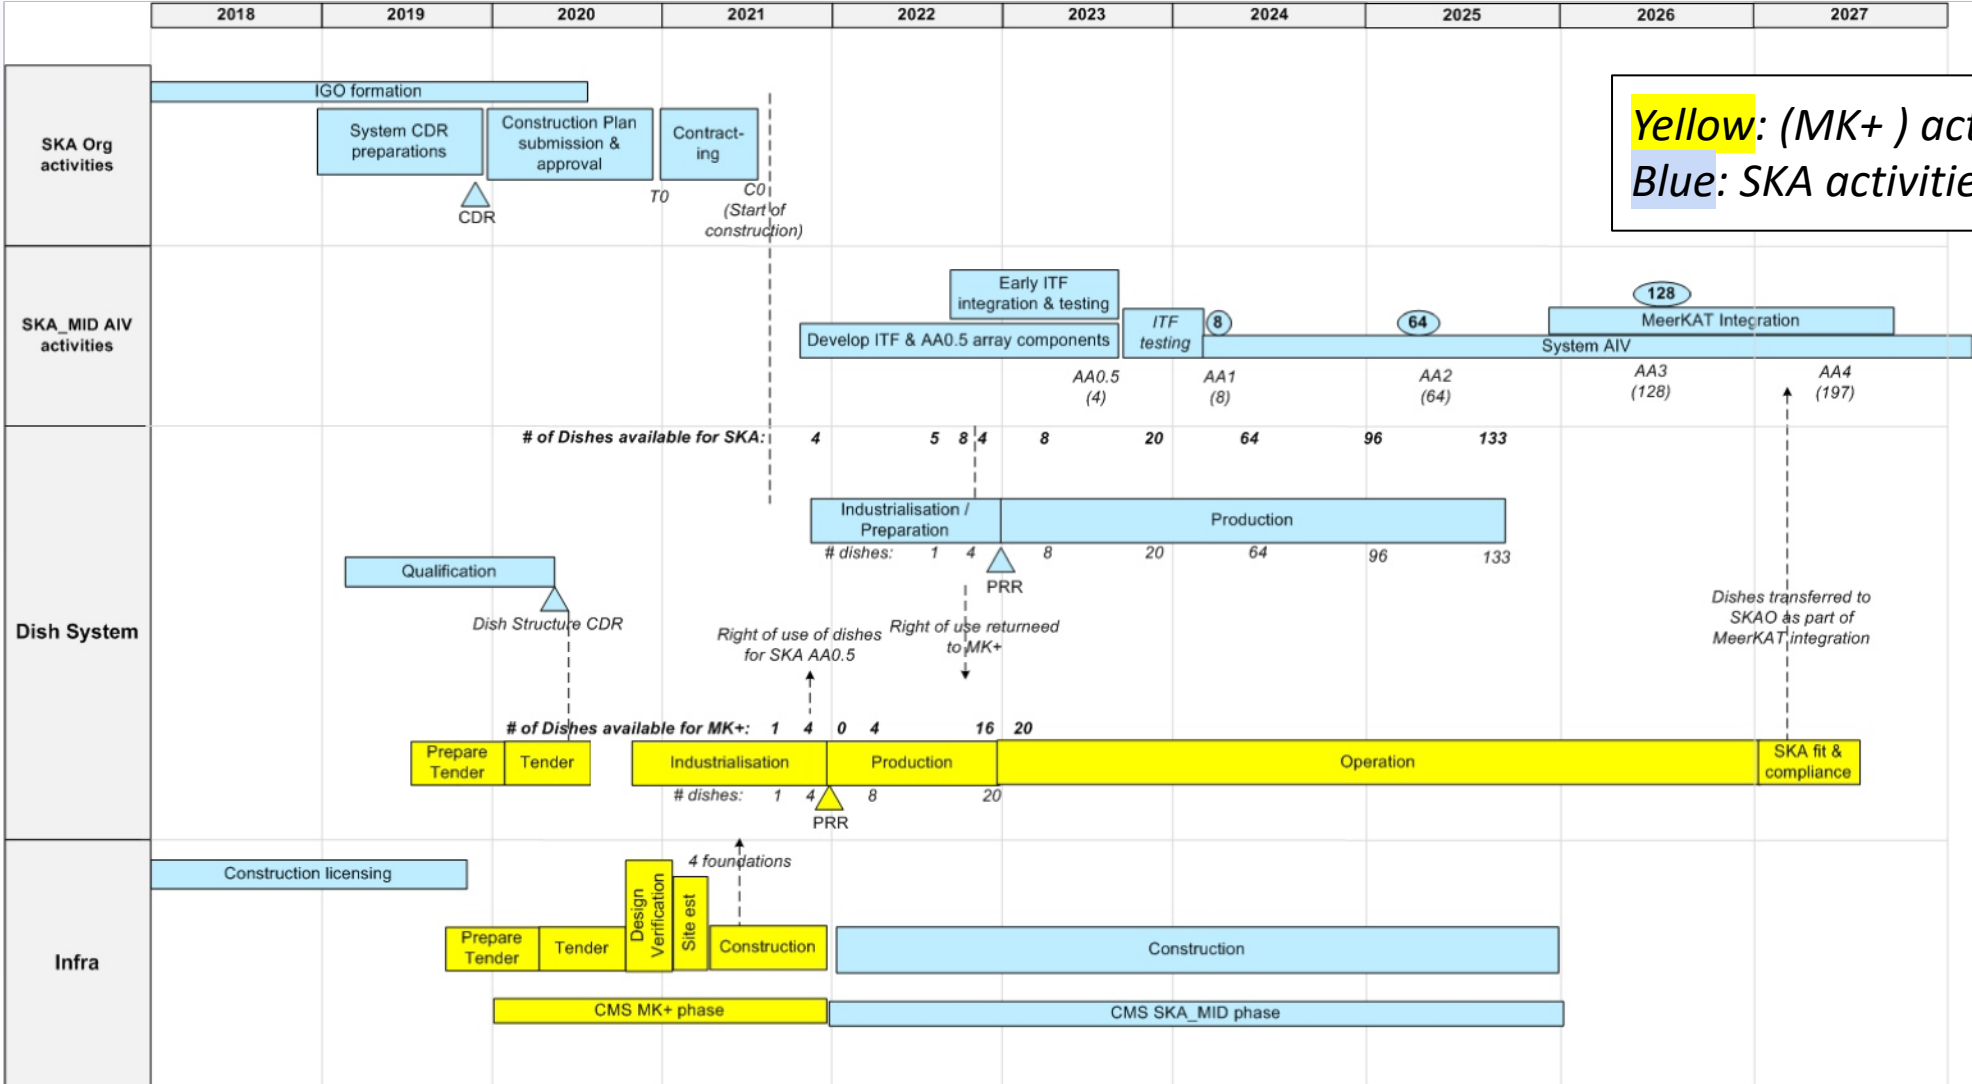 2018 2019 2020 2021 2022 2023 2024 2025 2026 2027
Yellow: (MK+ ) act
Blue: SKA activitie
SKA Org
activities
IGO formation
System CDR
preparations
Construction Plan
submission &
approval
Contract-
ing
CDR
T0
C0
(Start of
construction)
SKA_MID AIV
activities
Early ITF
integration & testing
Develop ITF & AA0.5 array components
ITF
testing
8
64
128
MeerKAT Integration
System AIV
AA0.5
(4)
AA1
(8)
AA2
(64)
AA3
(128)
AA4
(197)
Dish System
# of Dishes available for SKA: 4 5 8 4 8 20 64 96 133
Industrialisation /
Preparation
Production
# dishes: 1 4 8 20 64 96 133
PRR
Qualification
Dish Structure CDR
Right of use of dishes
for SKA AA0.5
Right of use returneed
to MK+
Dishes transferred to
SKAO as part of
MeerKAT integration
# of Dishes available for MK+: 1 4 0 4 16 20
Prepare
Tender
Tender
Industrialisation
Production
Operation
SKA fit &
compliance
# dishes: 1 4 8 20
PRR
Infra
Construction licensing
4 foundations
Prepare
Tender
Tender
Design
Verification
Site est
Construction
Construction
CMS MK+ phase
CMS SKA_MID phase